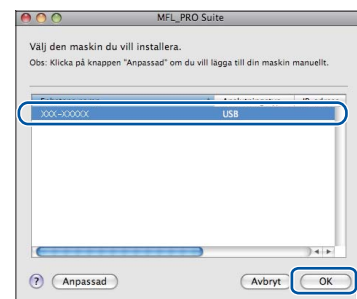 MFL_PRO Suite
Välj den maskin du vill installera.
Obs: Klicka på knappen "Anpassad" om du vill lägga till din maskin manuellt.
XXX-XXXXX USB
? Anpassad Avbryt OK